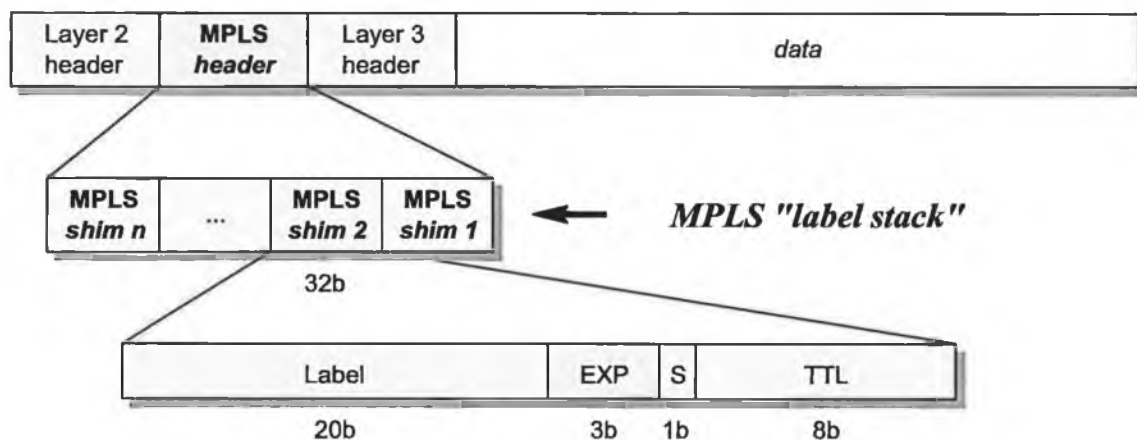 Layer 2
header
MPLS
header
Layer 3
header
data
MPLS
shim n
...
MPLS
shim 2
MPLS
shim 1
MPLS "label stack"
32b
Label
EXP
S
TTL
20b
3b
1b
8b